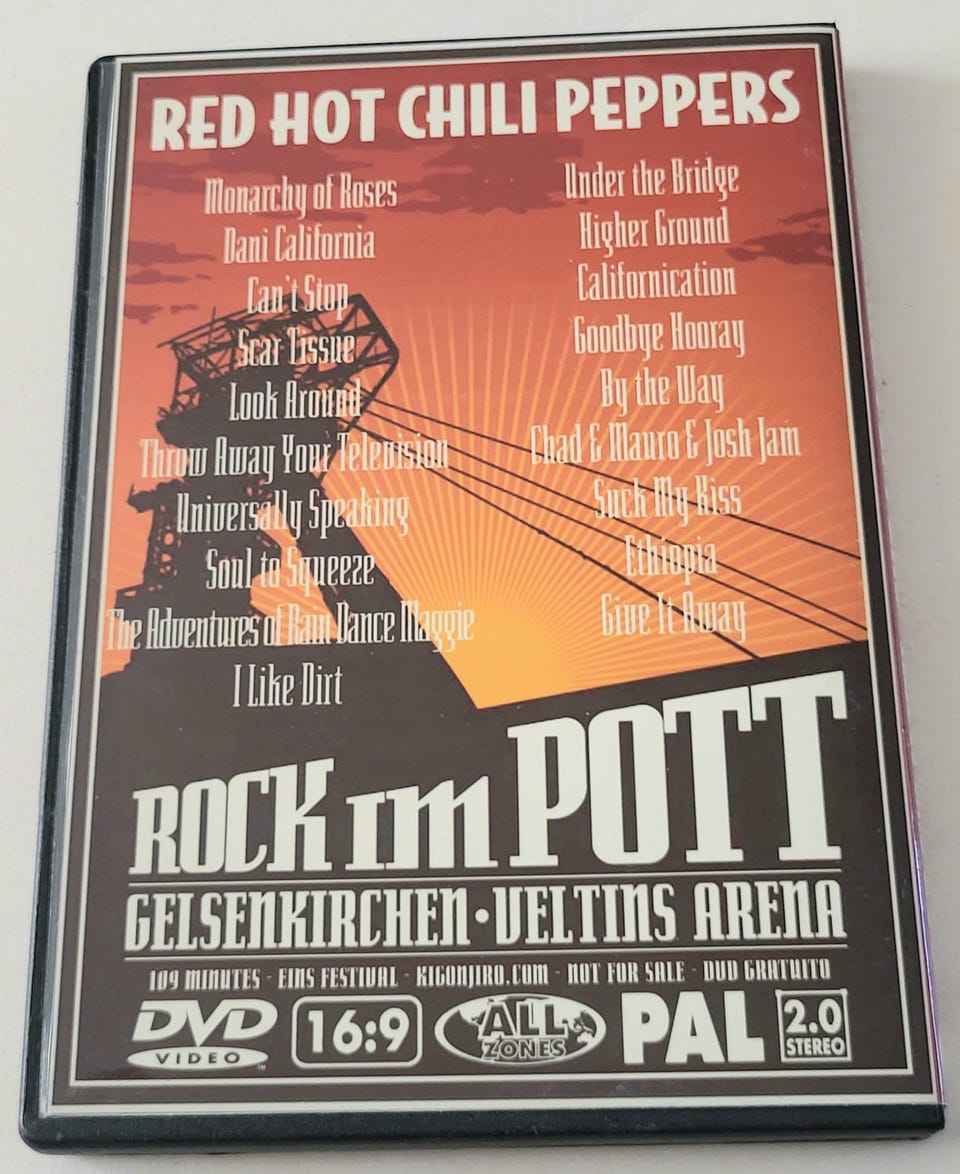 RED HOT CHILI PEPPERS
Monarchy of Roses
Dani California
Can't Stop
Scar Tissue
Look Around
Throw Away Your Television
Universally Speaking
Soul to Squeeze
The Adventures of Rain Dance Maggie
I Like Dirt
Under the Bridge
Higher Ground
Californication
Goodbye Hooray
By the Way
Chad & Mauro & Josh Jam
Suck My Kiss
Ethiopia
Give It Away
ROCK IM POTT
GELSENKIRCHEN • VELTINS ARENA
109 MINUTES - EINS FESTIVAL - KIGONJIRO.COM - NOT FOR SALE - DVD GRATUITO
DVD VIDEO™ 16:9 ALL ZONES PAL 2.0 STEREO